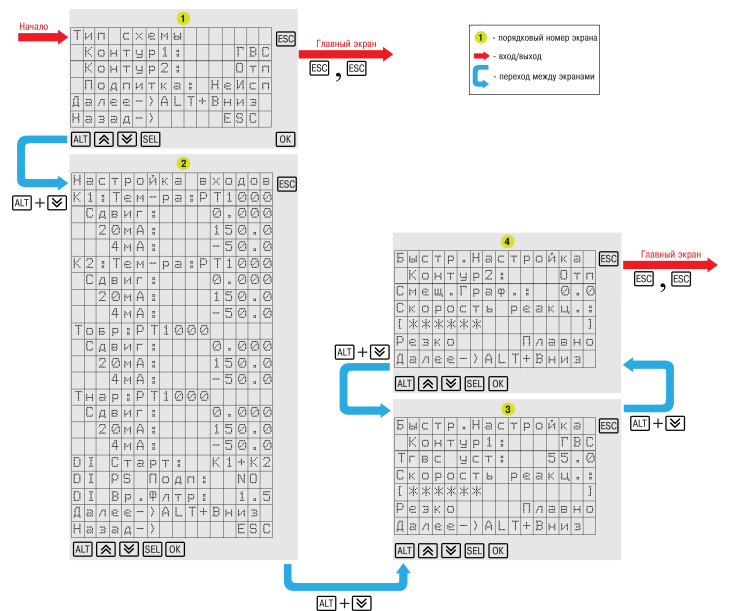 Начало
1
Тип схемы
ESC
Контур1: ГВС
Контур2: Отп
Подпитка: НеИсп
Далее->ALT+Вниз
Назад-> ESC
ALT SEL OK
Главный экран
ESC , ESC
1 - порядковый номер экрана
- вход/выход
- переход между экранами
ALT +
2
Настройка входов
ESC
К1:Тем-ра:PT1000
Сдвиг: 0.000
20мА: 150.0
4мА: -50.0
К2:Тем-ра:PT1000
Сдвиг: 0.000
20мА: 150.0
4мА: -50.0
Тобр:PT1000
Сдвиг: 0.000
20мА: 150.0
4мА: -50.0
Тнар:PT1000
Сдвиг: 0.000
20мА: 150.0
4мА: -50.0
DI Старт: К1+К2
DI PS Подп: NO
DI Вр.Флтр: 1.5
Далее->ALT+Вниз
Назад-> ESC
ALT SEL OK
ALT +
4
Быстр.Настройка
ESC
Контур2: Отп
Смещ.Граф.: 0.0
Скорость реакц.:
[****** ]
Резко Плавно
Далее->ALT+Вниз
ALT SEL OK
Главный экран
ESC , ESC
ALT +
3
Быстр.Настройка
ESC
Контур1: ГВС
Тгвс уст: 55.0
Скорость реакц.:
[****** ]
Резко Плавно
Далее->ALT+Вниз
ALT SEL OK
ALT +